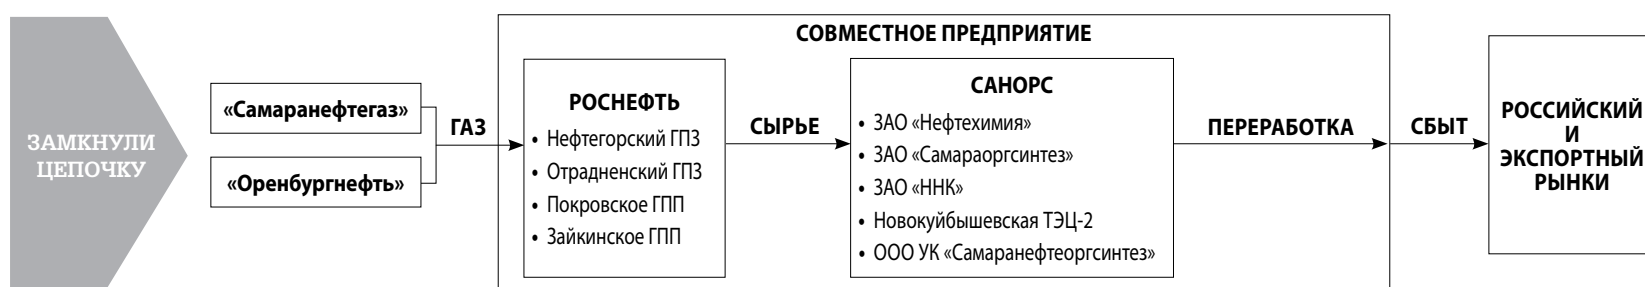 ЗАМКНУЛИ
ЦЕПОЧКУ
«Самаранефтегаз»
«Оренбургнефть»
ГАЗ
СОВМЕСТНОЕ ПРЕДПРИЯТИЕ
РОСНЕФТЬ
• Нефтегорский ГПЗ
• Отрадненский ГПЗ
• Покровское ГПП
• Зайкинское ГПП
СЫРЬЕ
САНОРС
• ЗАО «Нефтехимия»
• ЗАО «Самараоргсинтез»
• ЗАО «ННК»
• Новокуйбышевская ТЭЦ-2
• ООО УК «Самаранефтеоргсинтез»
ПЕРЕРАБОТКА
СБЫТ
РОССИЙСКИЙ
И
ЭКСПОРТНЫЙ
РЫНКИ